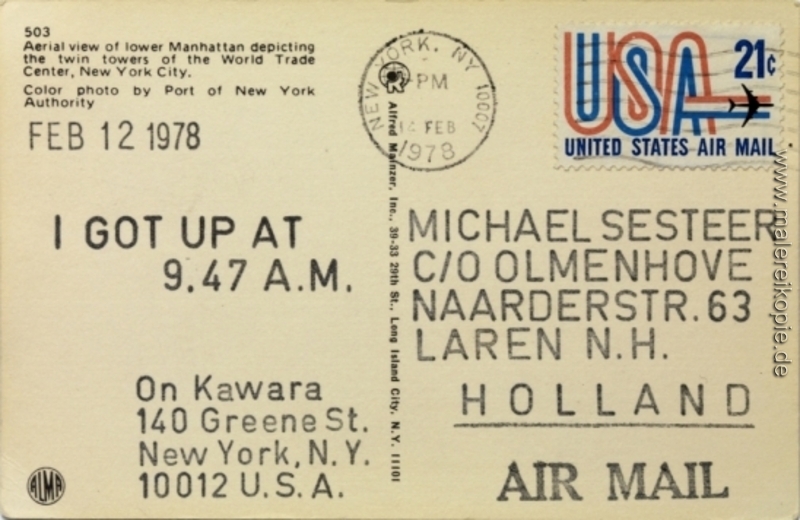 503
Aerial view of lower Manhattan depicting
the twin towers of the World Trade
Center, New York City.
Color photo by Port of New York
Authority
FEB 12 1978
I GOT UP AT
9.47 A.M.
On Kawara
140 Greene St.
New York, N.Y.
10012 U.S.A.
ALMA
Alfred Mainzer, Inc., 39-33 29th St., Long Island City, N.Y. 11101
NEW YORK, NY 10007
PM
FEB
1978
USA 21c
UNITED STATES AIR MAIL
MICHAEL SESTEER
C/O OLMENHOVE
NAARDERSTR. 63
LAREN N.H.
HOLLAND
AIR MAIL
www.malereikopie.de